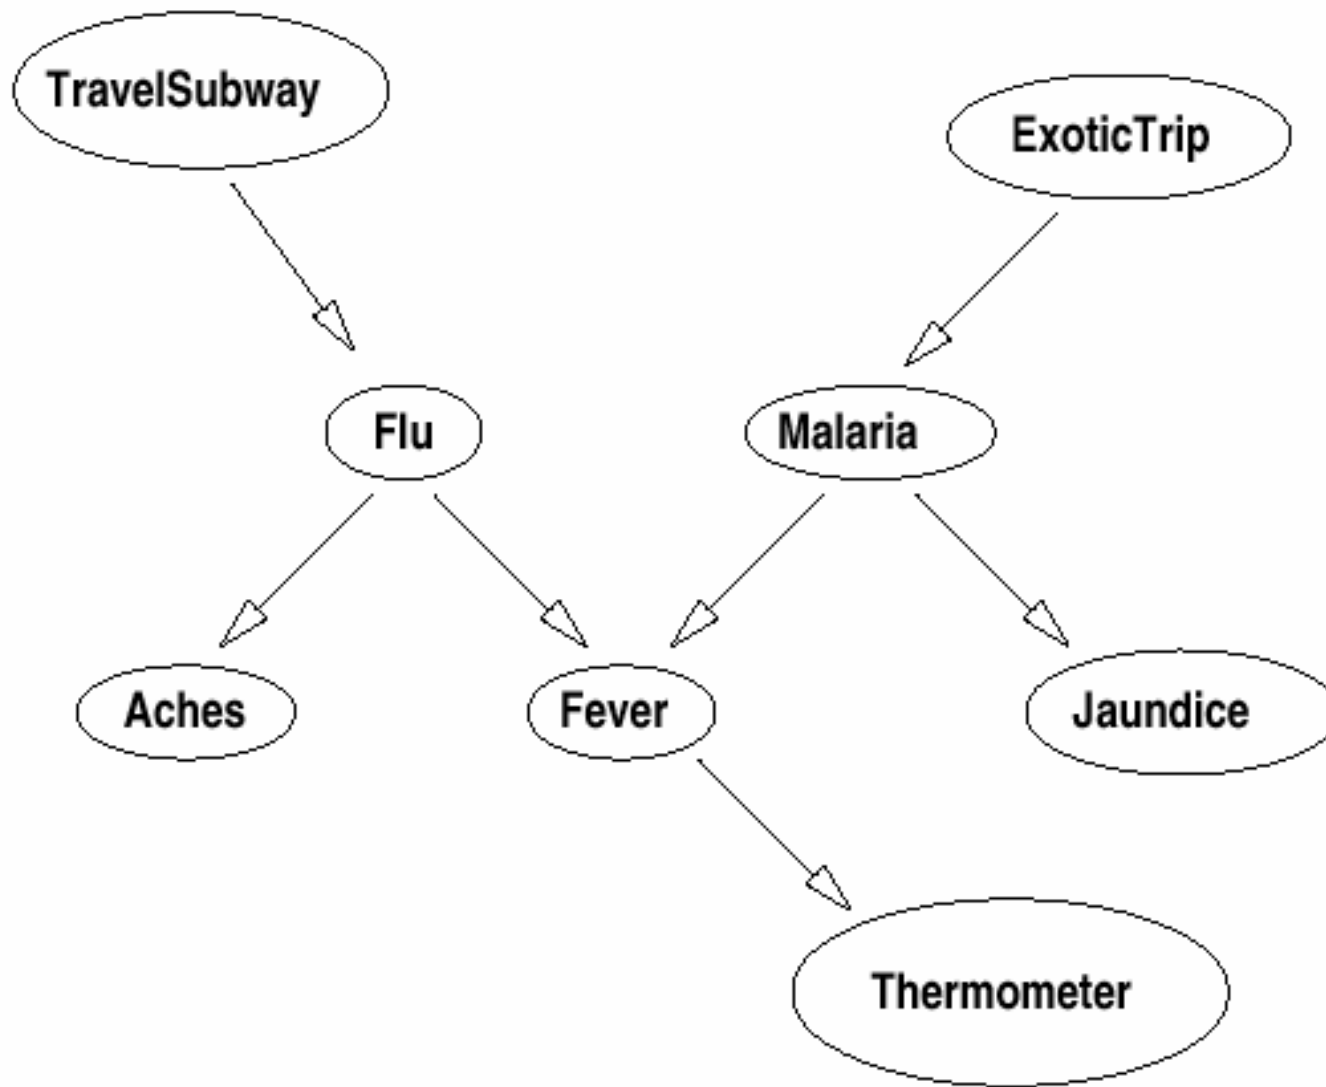 TravelSubway
ExoticTrip
Flu
Malaria
Aches
Fever
Jaundice
Thermometer